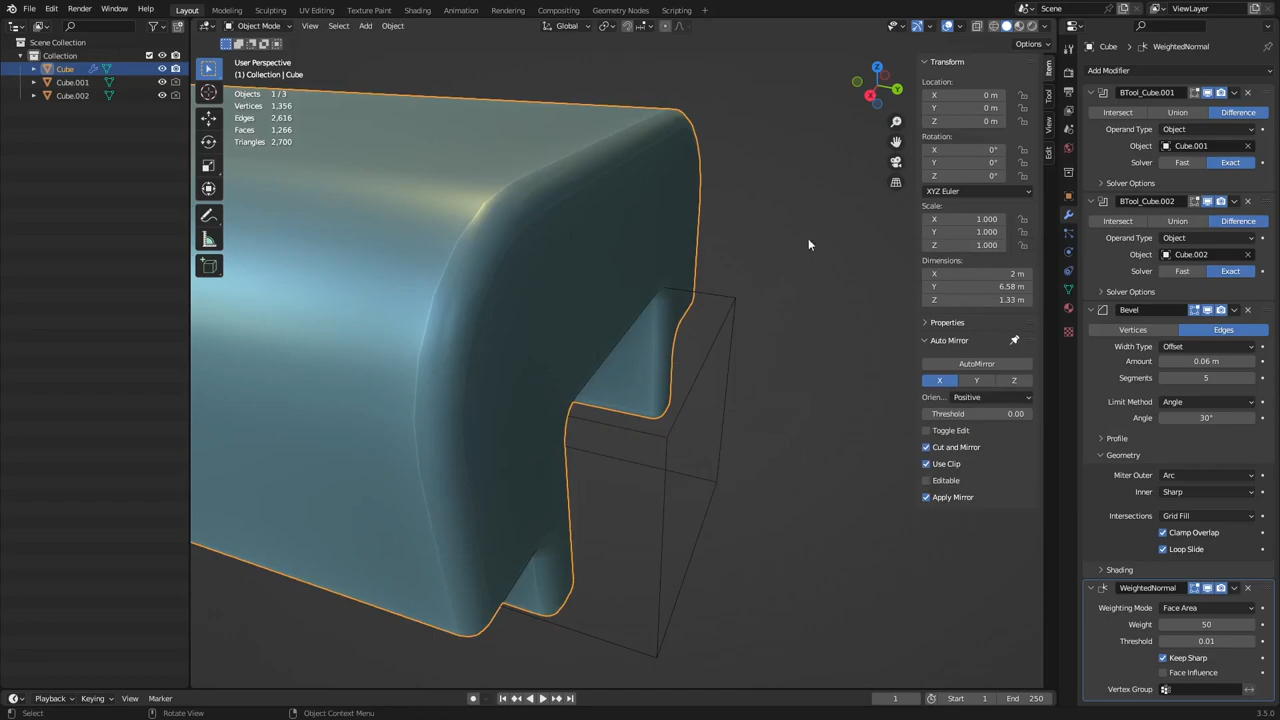 File Edit Render Window Help Layout Modeling Sculpting UV Editing Texture Paint Shading Animation Rendering Compositing Geometry Nodes Scripting + Scene ViewLayer
Object Mode View Select Add Object Global
Options
Scene Collection
Collection
Cube
Cube.001
Cube.002
User Perspective
(1) Collection | Cube
Objects 1/3
Vertices 1,356
Edges 2,616
Faces 1,266
Triangles 2,700
Z
Y
X
Transform
Location:
X 0 m
Y 0 m
Z 0 m
Rotation:
X 0°
Y 0°
Z 0°
XYZ Euler
Scale:
X 1.000
Y 1.000
Z 1.000
Dimensions:
X 2 m
Y 6.58 m
Z 1.33 m
Properties
Auto Mirror
AutoMirror
X Y Z
Orien... Positive
Threshold 0.00
Toggle Edit
Cut and Mirror
Use Clip
Editable
Apply Mirror
Item
Tool
View
Edit
Cube WeightedNormal
Add Modifier
BTool_Cube.001
Intersect Union Difference
Operand Type Object
Object Cube.001
Solver Fast Exact
Solver Options
BTool_Cube.002
Intersect Union Difference
Operand Type Object
Object Cube.002
Solver Fast Exact
Solver Options
Bevel
Vertices Edges
Width Type Offset
Amount 0.06 m
Segments 5
Limit Method Angle
Angle 30°
Profile
Geometry
Miter Outer Arc
Inner Sharp
Intersections Grid Fill
Clamp Overlap
Loop Slide
Shading
WeightedNormal
Weighting Mode Face Area
Weight 50
Threshold 0.01
Keep Sharp
Face Influence
Vertex Group
Playback Keying View Marker 1 Start 1 End 250
Select Rotate View Object Context Menu 3.5.0